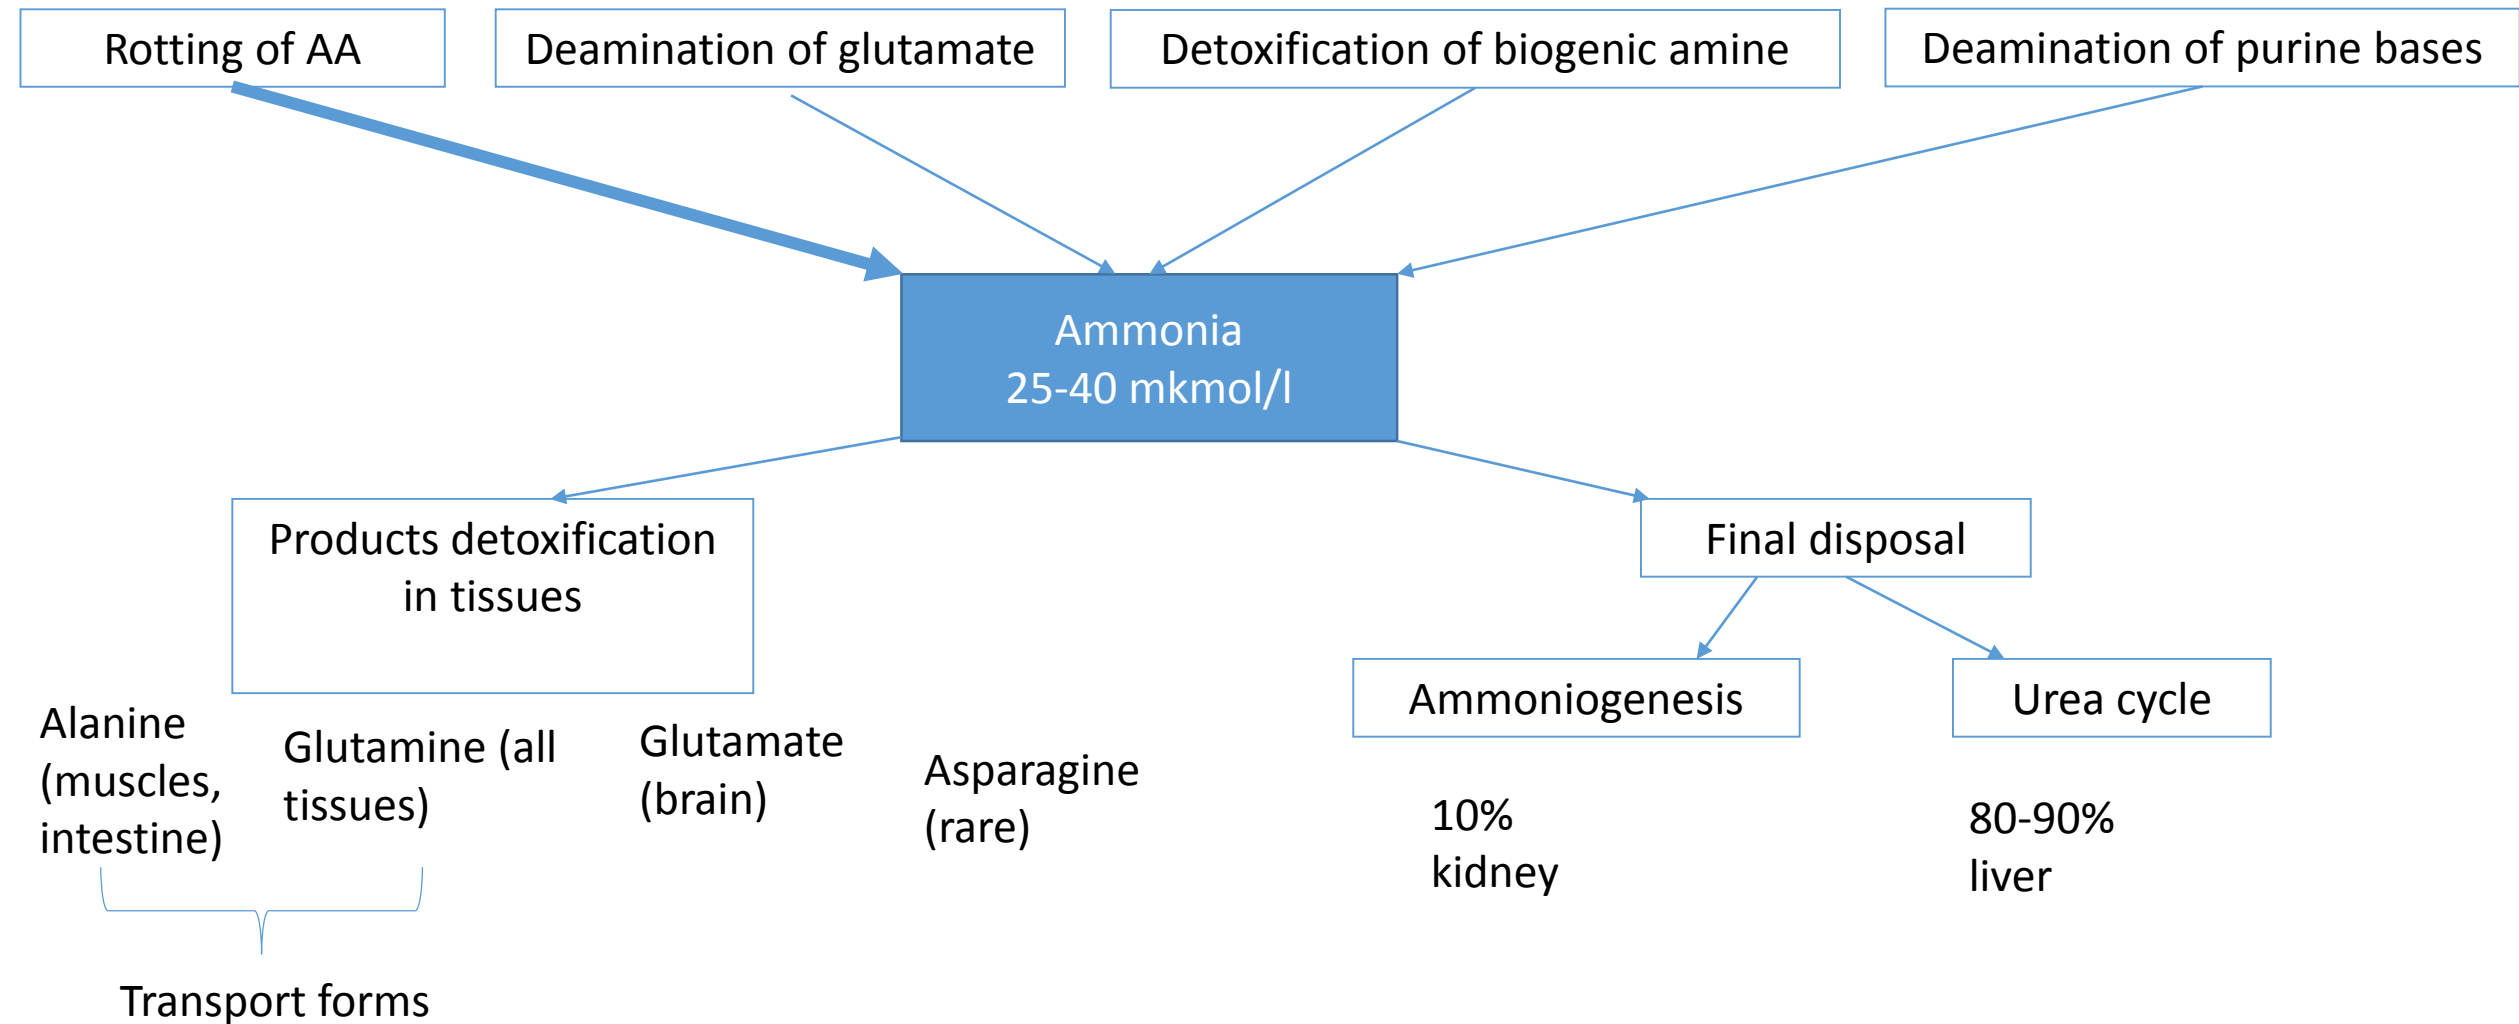 Rotting of AA
Deamination of glutamate
Detoxification of biogenic amine
Deamination of purine bases
Ammonia
25-40 mkmol/l
Products detoxification
in tissues
Final disposal
Ammoniogenesis
Urea cycle
Alanine
(muscles,
intestine)
Glutamine (all
tissues)
Glutamate
(brain)
Asparagine
(rare)
10%
kidney
80-90%
liver
Transport forms